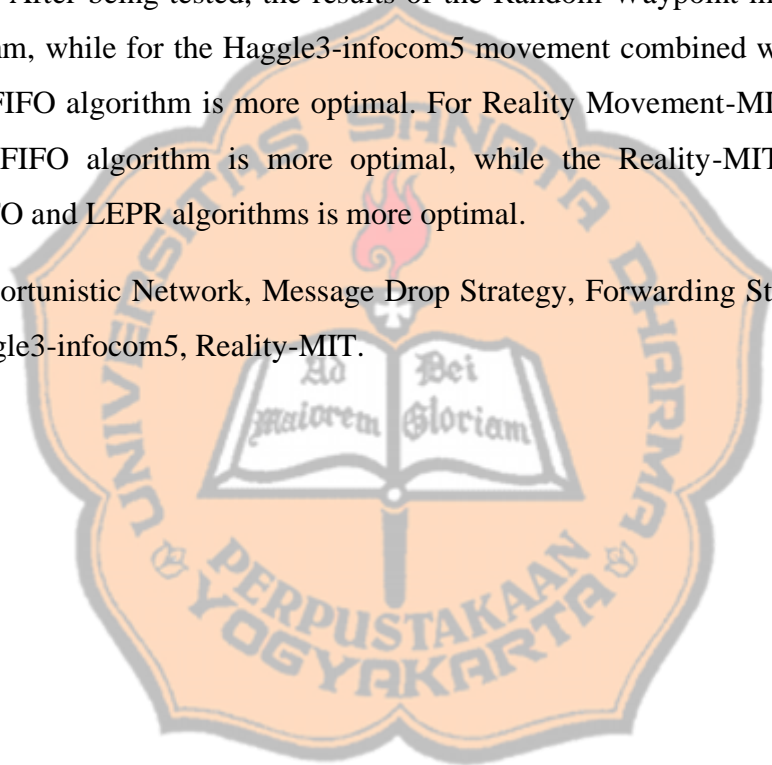 After being tested, the results of the Random Waypoint
hm, while for the Haggle3-infocom5 movement combined
FIFO algorithm is more optimal. For Reality Movement-MI
FIFO algorithm is more optimal, while the Reality-MIT
O and LEPR algorithms is more optimal.
ortunistic Network, Message Drop Strategy, Forwarding St
gle3-infocom5, Reality-MIT.
UNIVERSITAS SANATA DHARMA
Ad Dei
maiorem Gloriam
PERPUSTAKAAN
YOGYAKARTA